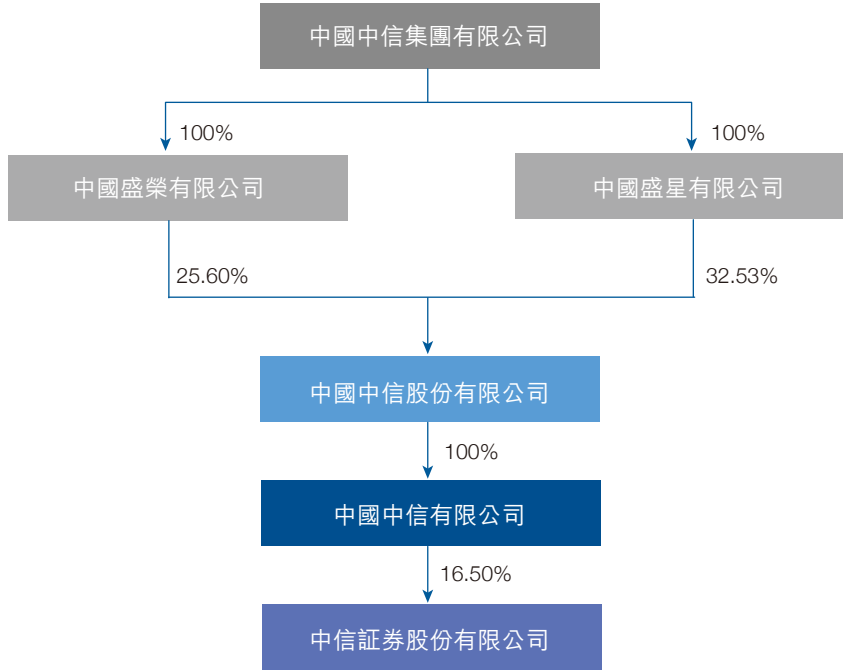 中國中信集團有限公司
100%
100%
中國盛榮有限公司
中國盛星有限公司
25.60%
32.53%
中國中信股份有限公司
100%
中國中信有限公司
16.50%
中信証券股份有限公司